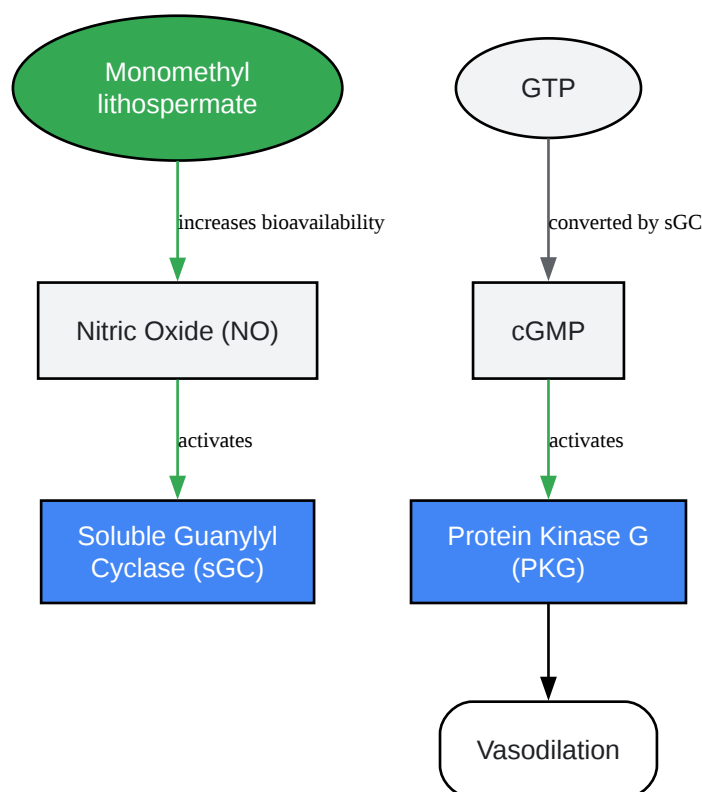 Monomethyl
lithospermate
GTP
increases bioavailability
converted by sGC
Nitric Oxide (NO)
cGMP
activates
activates
Soluble Guanylyl
Cyclase (sGC)
Protein Kinase G
(PKG)
Vasodilation